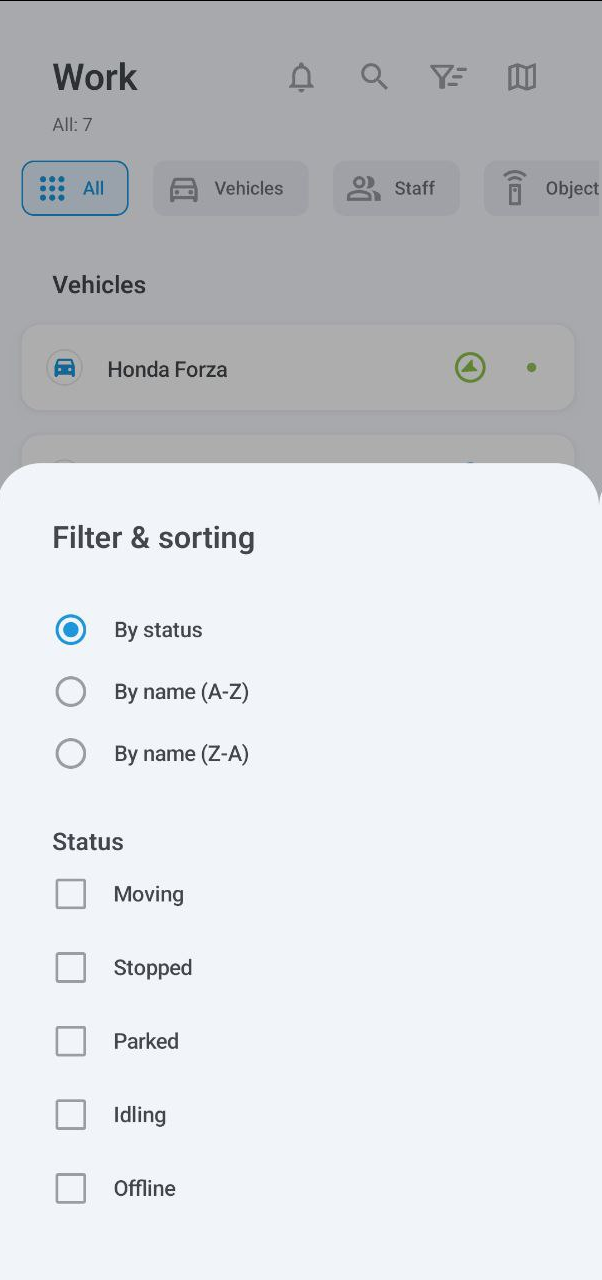 Work
All: 7
All
Vehicles
Staff
Object
Vehicles
Honda Forza
Filter & sorting
By status
By name (A-Z)
By name (Z-A)
Status
Moving
Stopped
Parked
Idling
Offline